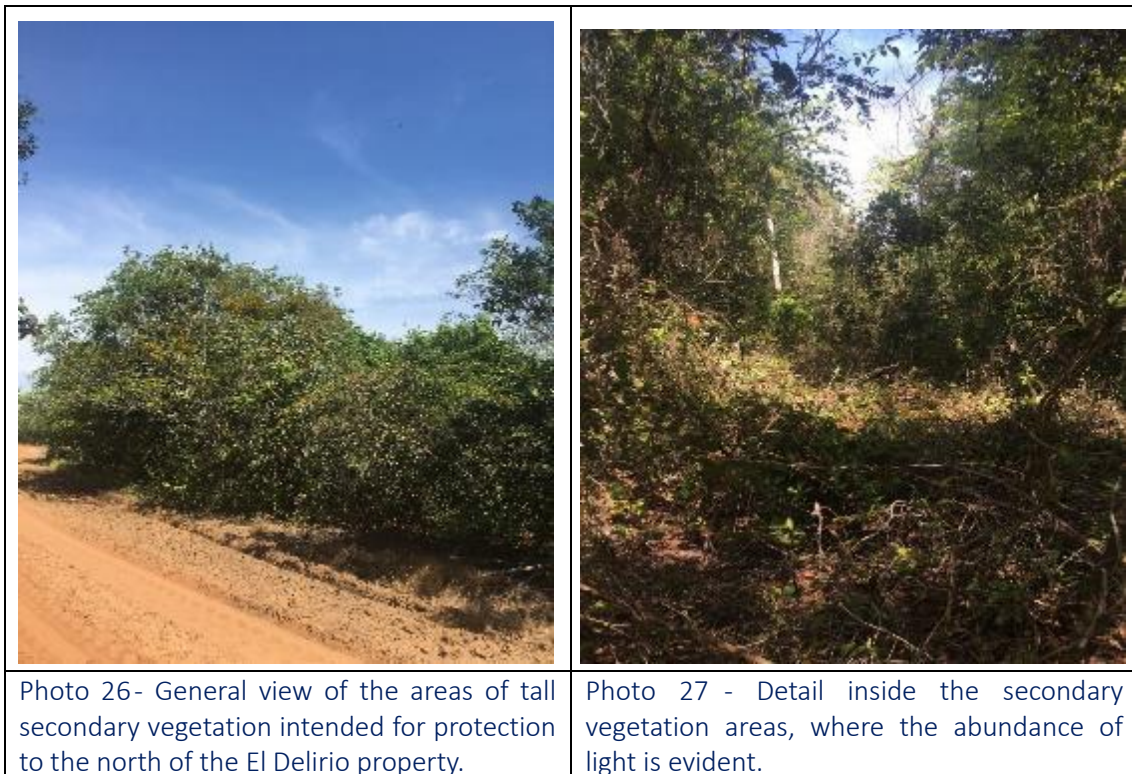 Photo 26- General view of the areas of tall
secondary vegetation intended for protection
to the north of the El Delirio property.
Photo 27 - Detail inside the secondary
vegetation areas, where the abundance of
light is evident.